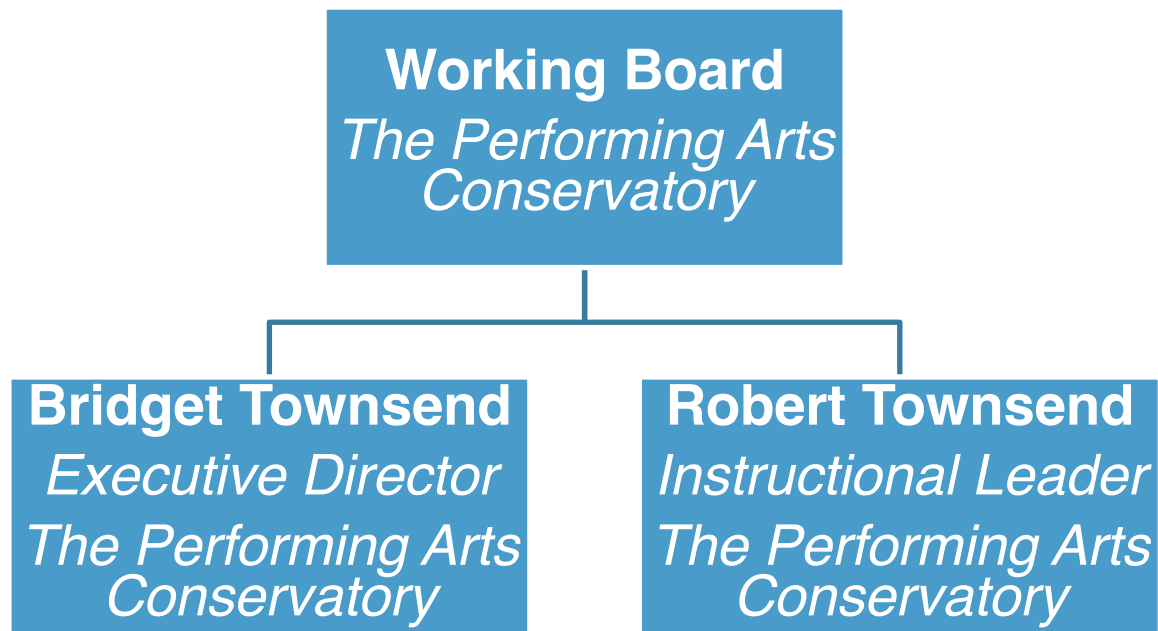 Working Board
The Performing Arts
Conservatory
Bridget Townsend
Executive Director
The Performing Arts
Conservatory
Robert Townsend
Instructional Leader
The Performing Arts
Conservatory